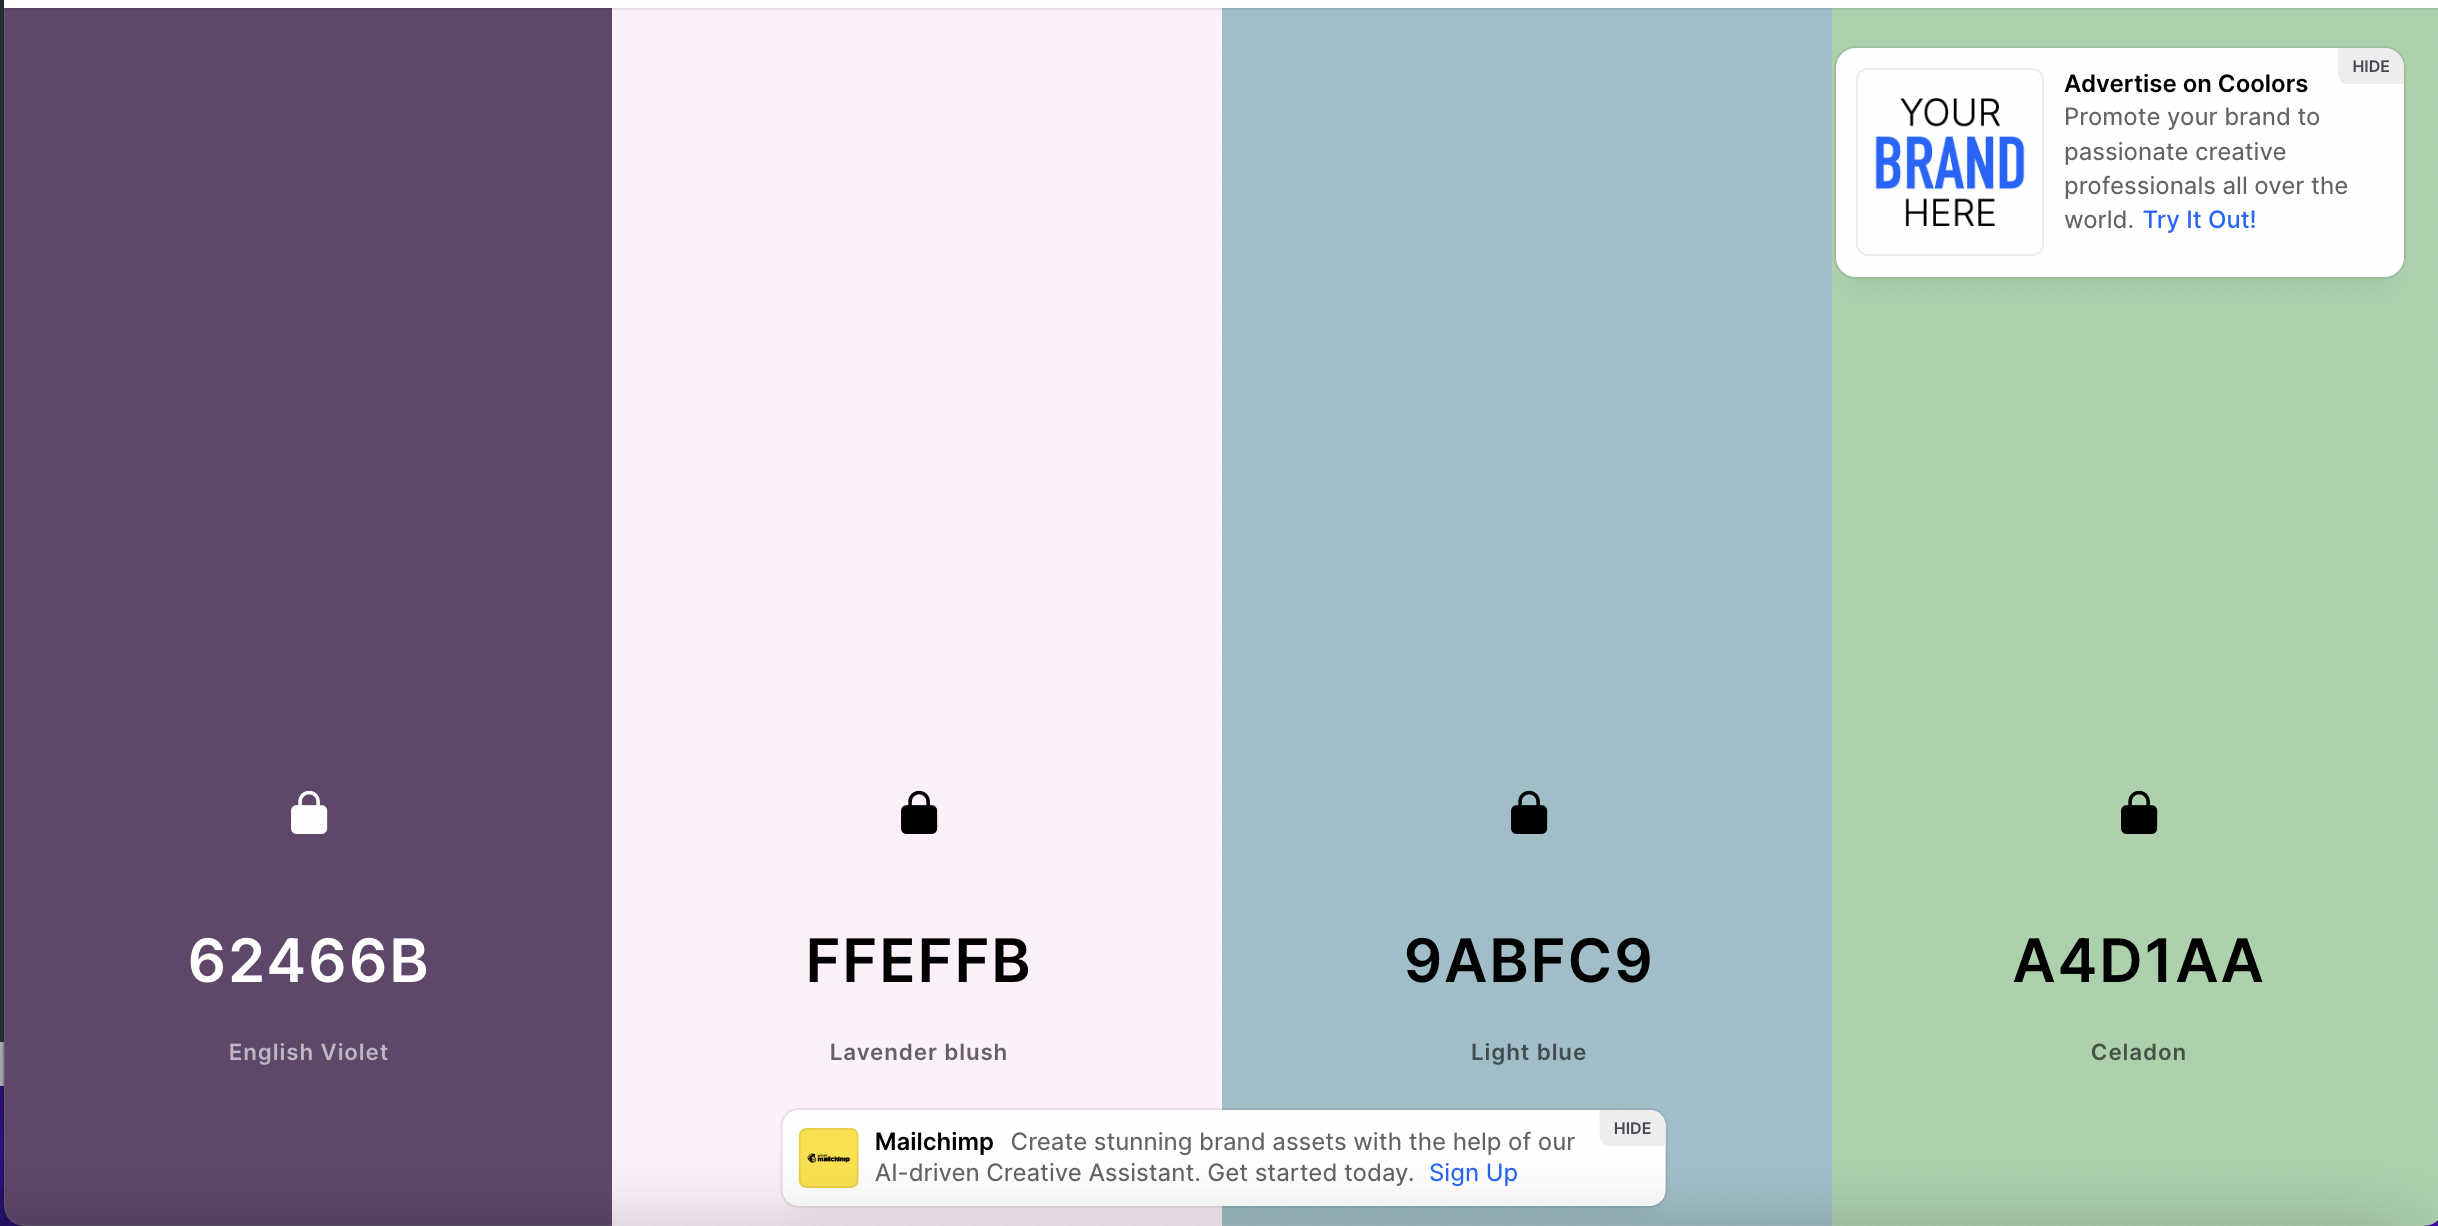 HIDE
Advertise on Coolors
YOUR
BRAND
HERE
Promote your brand to
passionate creative
professionals all over the
world. Try It Out!
62466B
English Violet
FFEFFB
Lavender blush
9ABFC9
Light blue
A4D1AA
Celadon
HIDE
mailchimp
Mailchimp Create stunning brand assets with the help of our
AI-driven Creative Assistant. Get started today. Sign Up